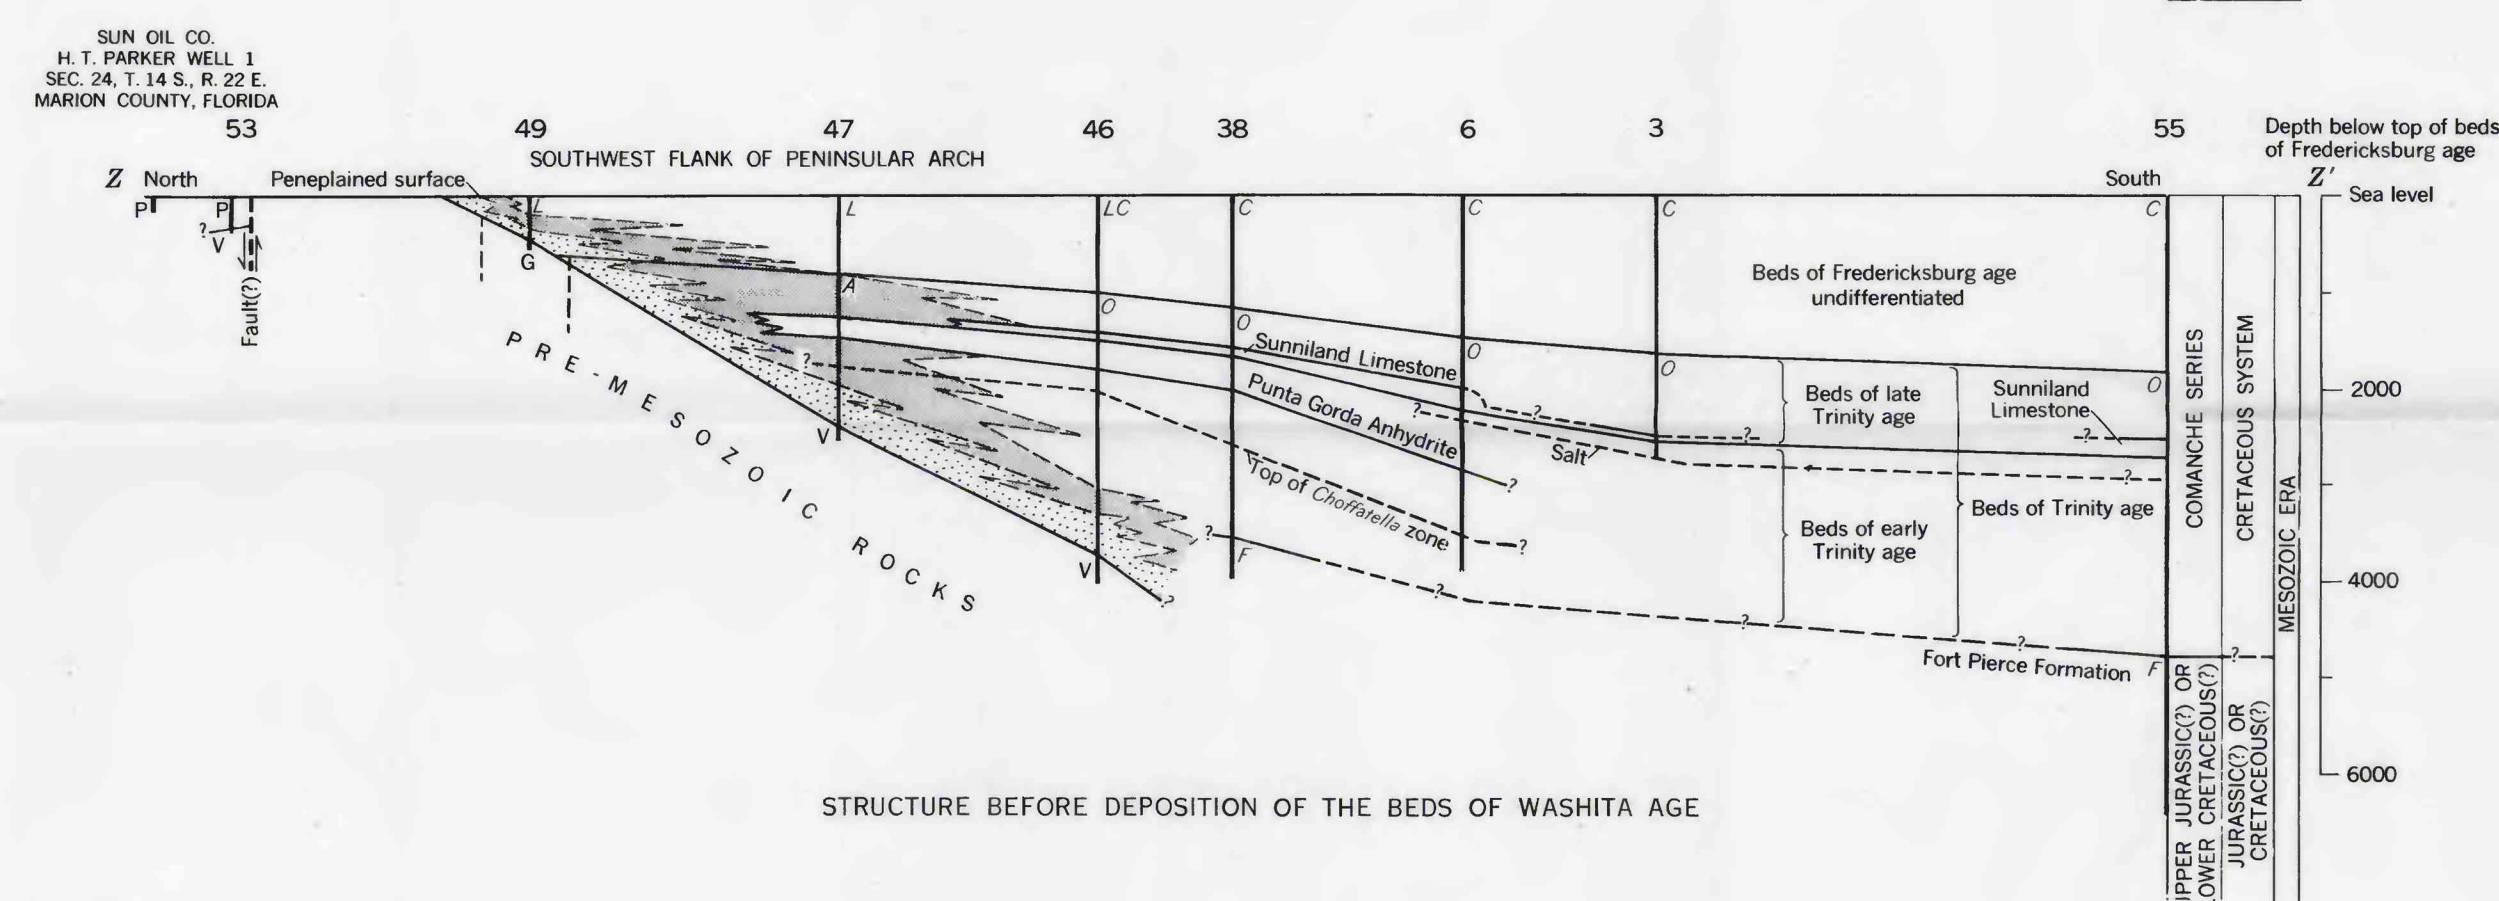 SUN OIL CO.
H. T. PARKER WELL 1
SEC. 24, T. 14 S., R. 22 E.
MARION COUNTY, FLORIDA
53
49
47
46
38
6
3
55
Depth below top of beds
of Fredericksburg age
SOUTHWEST FLANK OF PENINSULAR ARCH
Z North
Peneplained surface
South
Z'
Sea level
P
P
L
L
LC
C
C
C
C
?
V
G
Fault(?)
A
O
O
O
O
O
Beds of Fredericksburg age
undifferentiated
Sunniland Limestone
Punta Gorda Anhydrite
?
?
Salt
?
Beds of late
Trinity age
Sunniland
Limestone
?
2000
?
V
PRE-MESOZOIC ROCKS
Top of Choffatella zone
?
?
?
Beds of early
Trinity age
Beds of Trinity age
?
F
V
?
?
?
?
4000
Fort Pierce Formation
F
?
COMANCHE SERIES
CRETACEOUS SYSTEM
MESOZOIC ERA
UPPER JURASSIC(?) OR
LOWER CRETACEOUS(?)
JURASSIC(?) OR
CRETACEOUS(?)
6000
STRUCTURE BEFORE DEPOSITION OF THE BEDS OF WASHITA AGE